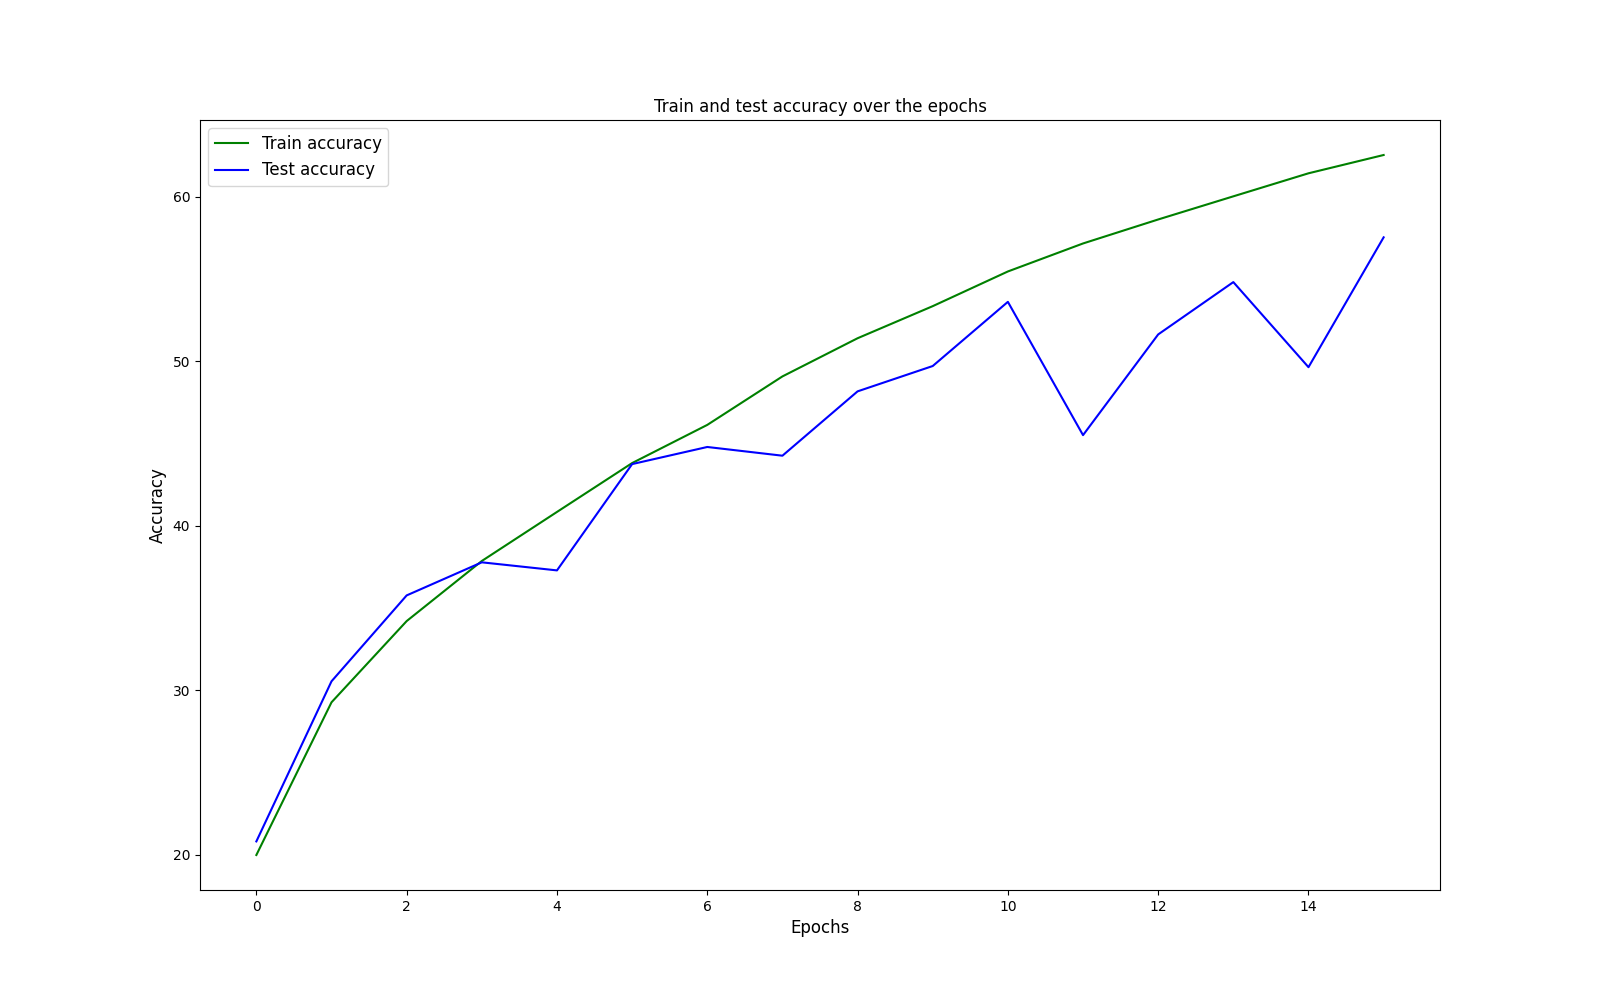 Train and test accuracy over the epochs
Train accuracy
Test accuracy
60
50
40
30
20
Accuracy
0 2 4 6 8 10 12 14
Epochs